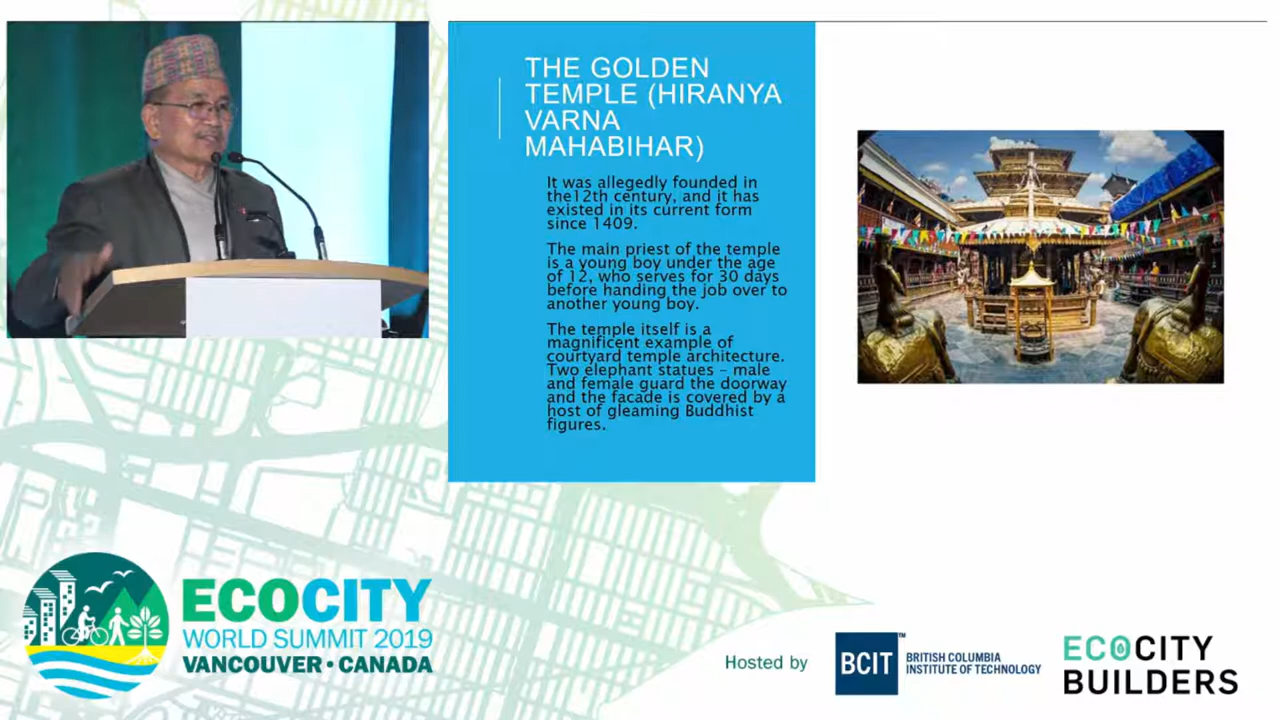 THE GOLDEN
TEMPLE (HIRANYA
VARNA
MAHABIHAR)
It was allegedly founded in
the12th century, and it has
existed in its current form
since 1409.
The main priest of the temple
is a young boy under the age
of 12, who serves for 30 days
before handing the job over to
another young boy.
The temple itself is a
magnificent example of
courtyard temple architecture.
Two elephant statues – male
and female guard the doorway
and the facade is covered by a
host of gleaming Buddhist
figures.
ECOCITY
WORLD SUMMIT 2019
VANCOUVER • CANADA
Hosted by
BCIT™
BRITISH COLUMBIA
INSTITUTE OF TECHNOLOGY
ECOCITY
BUILDERS